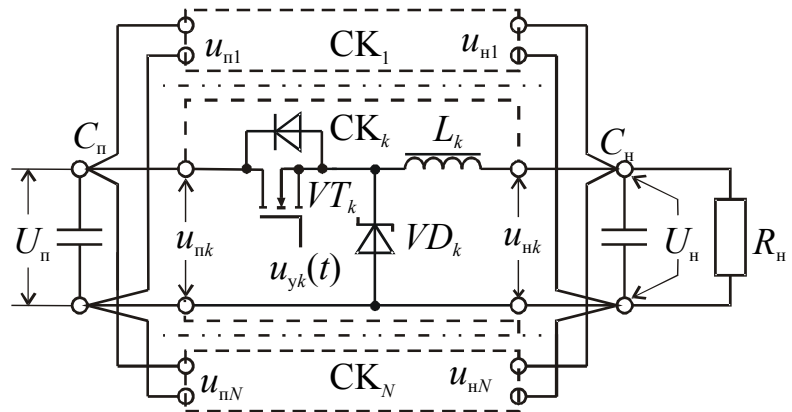 uп1 СК1 uн1
Cп СКk Lk Cн
VTk
Uп uпk VDk uнk Uн Rн
uуk(t)
uпN СКN uнN